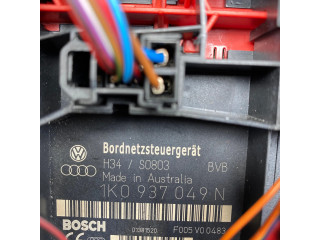 Bordnetzsteuergerät
H34 / S0803 BVB
Made in Australia
1K0 937 049 N
BOSCH F005 V00483